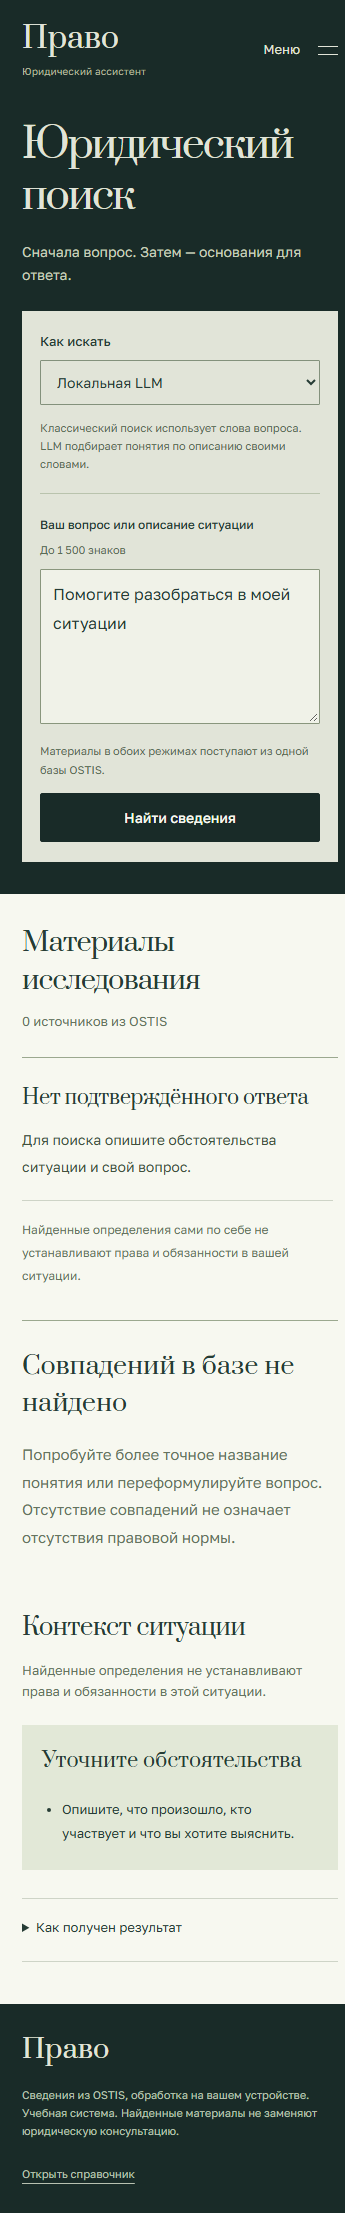 Право
Меню
Юридический ассистент
Юридический
поиск
Сначала вопрос. Затем — основания для
ответа.
Как искать
Локальная LLM
Классический поиск использует слова вопроса.
LLM подбирает понятия по описанию своими
словами.
Ваш вопрос или описание ситуации
До 1 500 знаков
Помогите разобраться в моей
ситуации
Материалы в обоих режимах поступают из одной
базы OSTIS.
Найти сведения
Материалы
исследования
0 источников из OSTIS
Нет подтверждённого ответа
Для поиска опишите обстоятельства
ситуации и свой вопрос.
Найденные определения сами по себе не
устанавливают права и обязанности в вашей
ситуации.
Совпадений в базе не
найдено
Попробуйте более точное название
понятия или переформулируйте вопрос.
Отсутствие совпадений не означает
отсутствия правовой нормы.
Контекст ситуации
Найденные определения не устанавливают
права и обязанности в этой ситуации.
Уточните обстоятельства
• Опишите, что произошло, кто
участвует и что вы хотите выяснить.
Как получен результат
Право
Сведения из OSTIS, обработка на вашем устройстве.
Учебная система. Найденные материалы не заменяют
юридическую консультацию.
Открыть справочник